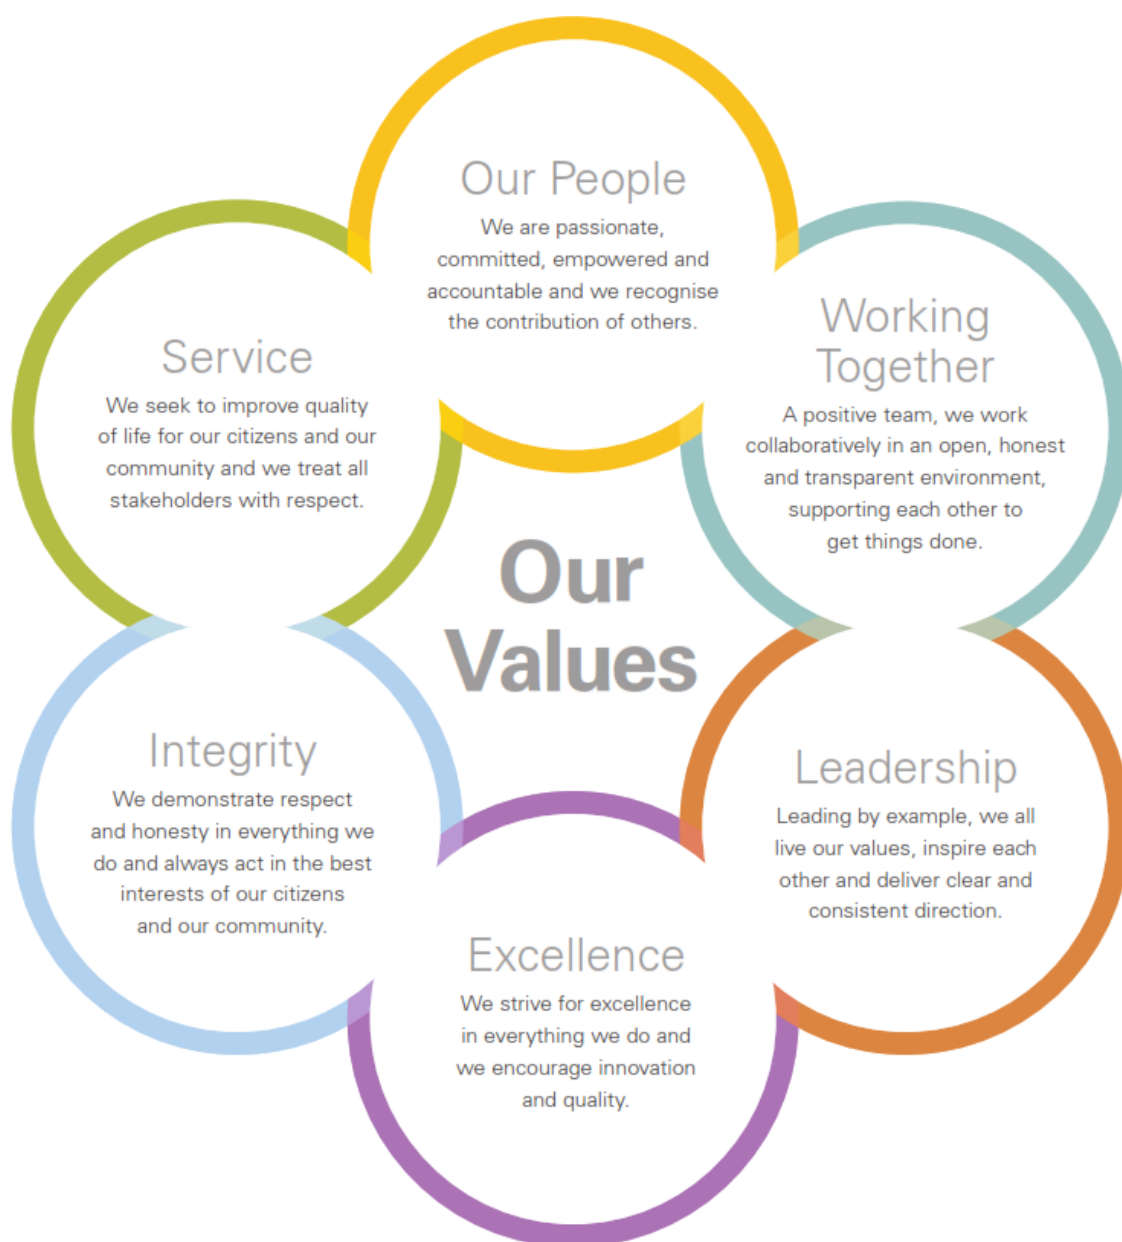 Our People
We are passionate,
committed, empowered and
accountable and we recognise
the contribution of others.
Working
Together
A positive team, we work
collaboratively in an open, honest
and transparent environment,
supporting each other to
get things done.
Service
We seek to improve quality
of life for our citizens and our
community and we treat all
stakeholders with respect.
Our
Values
Integrity
We demonstrate respect
and honesty in everything we
do and always act in the best
interests of our citizens
and our community.
Leadership
Leading by example, we all
live our values, inspire each
other and deliver clear and
consistent direction.
Excellence
We strive for excellence
in everything we do and
we encourage innovation
and quality.